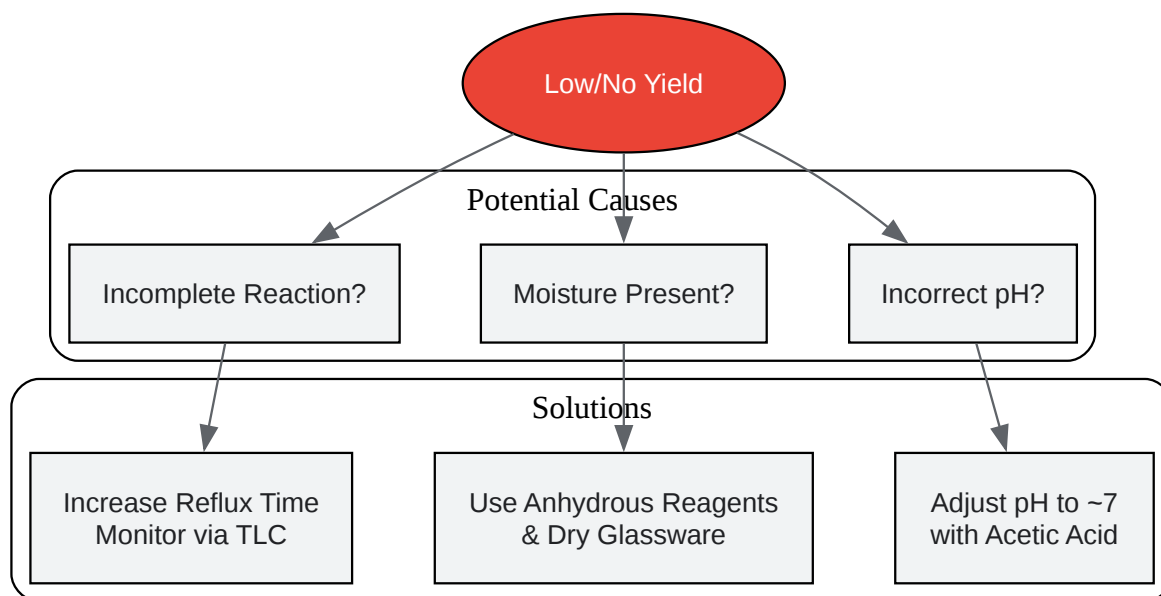 Low/No Yield
Potential Causes
Incomplete Reaction?
Moisture Present?
Incorrect pH?
Solutions
Increase Reflux Time
Monitor via TLC
Use Anhydrous Reagents
& Dry Glassware
Adjust pH to ~7
with Acetic Acid